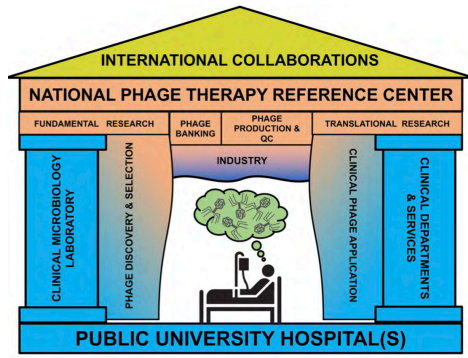 INTERNATIONAL COLLABORATIONS
NATIONAL PHAGE THERAPY REFERENCE CENTER
FUNDAMENTAL RESEARCH
PHAGE
BANKING
PHAGE
PRODUCTION &
QC
TRANSLATIONAL RESEARCH
INDUSTRY
CLINICAL MICROBIOLOGY
LABORATORY
PHAGE DISCOVERY & SELECTION
CLINICAL PHAGE APPLICATION
CLINICAL DEPARTMENTS
& SERVICES
PUBLIC UNIVERSITY HOSPITAL(S)